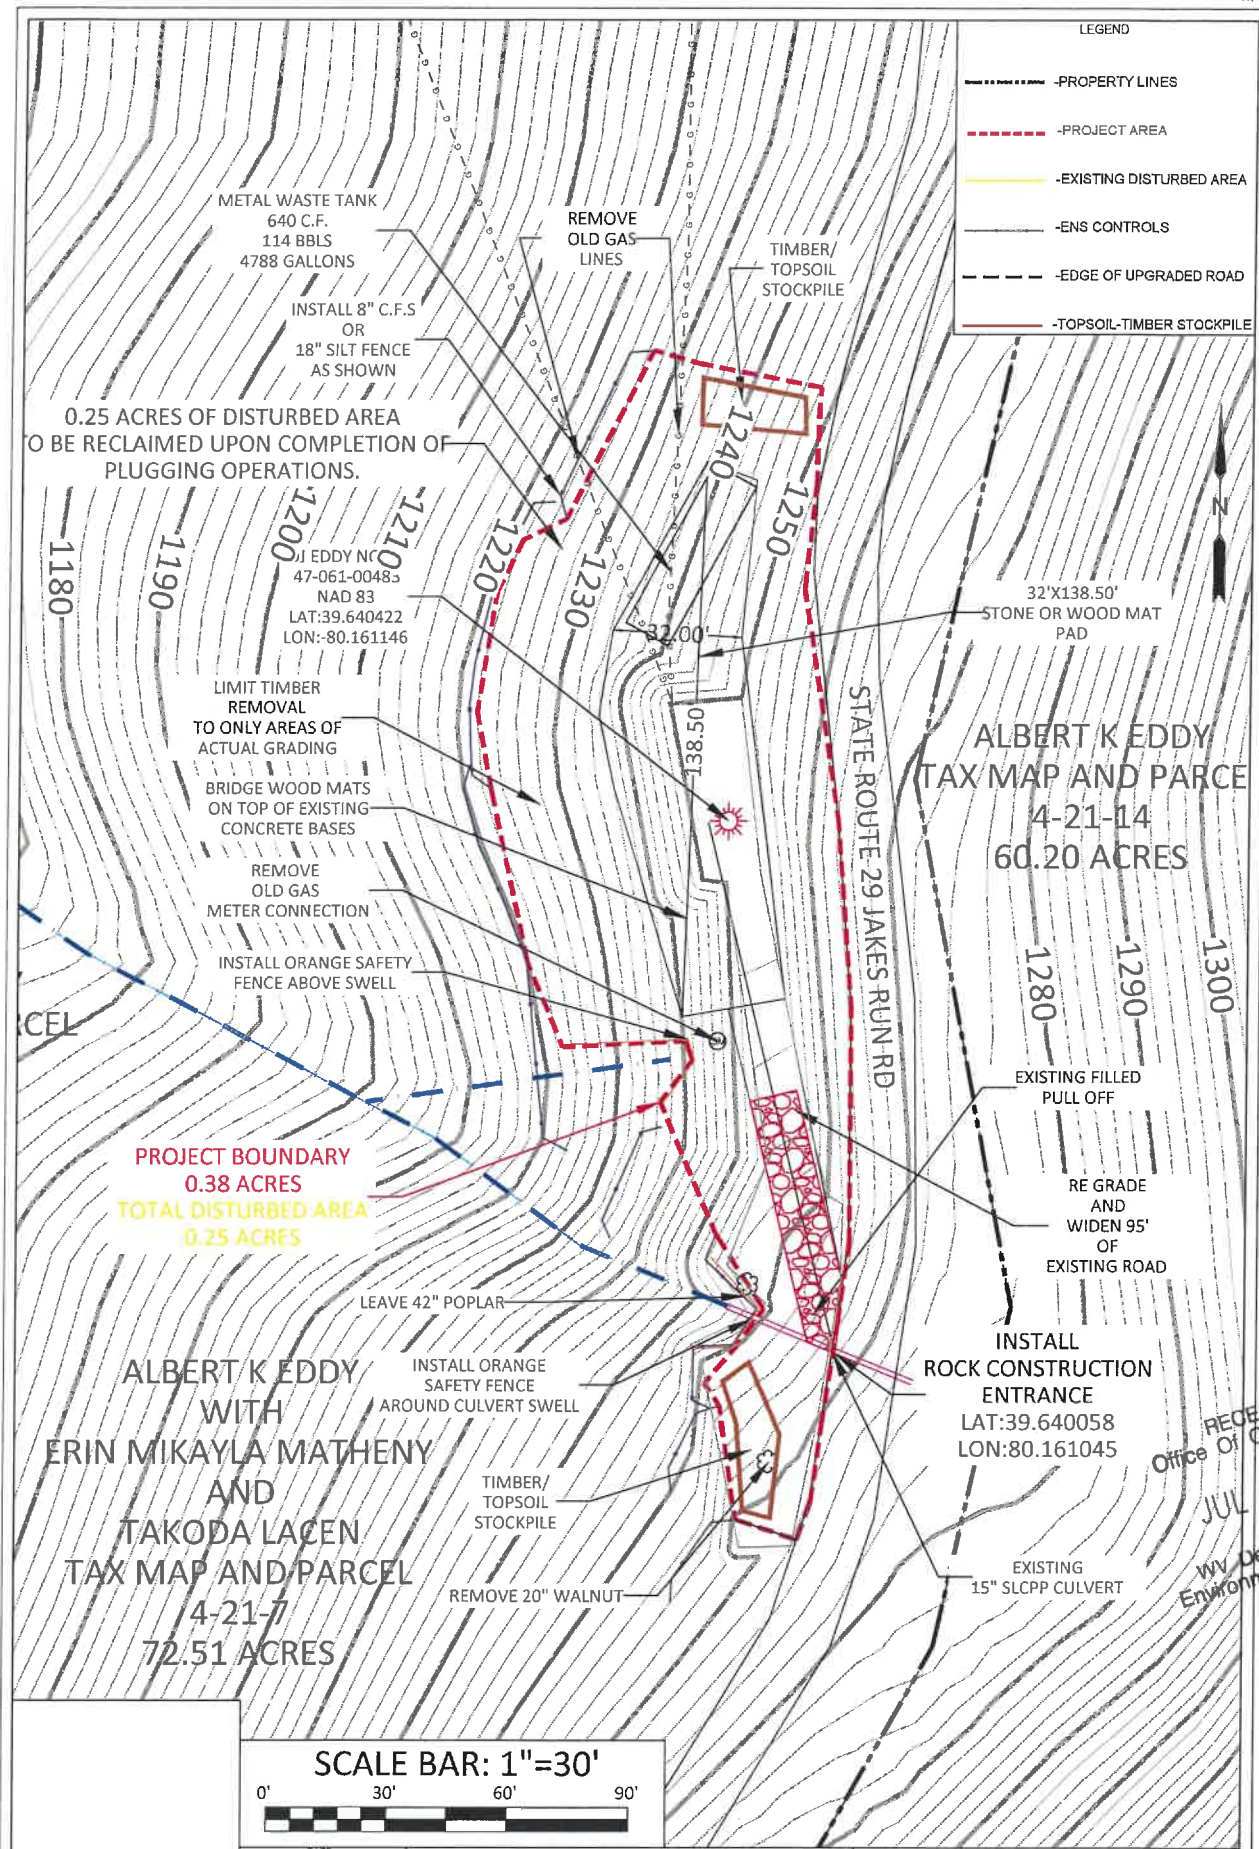 LEGEND
-PROPERTY LINES
-PROJECT AREA
-EXISTING DISTURBED AREA
-ENS CONTROLS
-EDGE OF UPGRADED ROAD
-TOPSOIL-TIMBER STOCKPILE
METAL WASTE TANK
640 C.F.
114 BBLS
4788 GALLONS
REMOVE
OLD GAS
LINES
TIMBER/
TOPSOIL
STOCKPILE
INSTALL 8" C.F.S
OR
18" SILT FENCE
AS SHOWN
0.25 ACRES OF DISTURBED AREA
TO BE RECLAIMED UPON COMPLETION OF
PLUGGING OPERATIONS.
1180
1190
1200
1210
1220
1230
1240
1250
N
EDDY
47-061-00483
NAD 83
LAT:39.640422
LON:-80.161146
32'X138.50'
STONE OR WOOD MAT
PAD
32.00'
138.50
LIMIT TIMBER
REMOVAL
TO ONLY AREAS OF
ACTUAL GRADING
BRIDGE WOOD MATS
ON TOP OF EXISTING
CONCRETE BASES
REMOVE
OLD GAS
METER CONNECTION
INSTALL ORANGE SAFETY
FENCE ABOVE SWELL
STATE ROUTE 29 JAKES RUN RD
ALBERT K EDDY
TAX MAP AND PARCE
4-21-14
60.20 ACRES
1280
1290
1300
CEL
EXISTING FILLED
PULL OFF
PROJECT BOUNDARY
0.38 ACRES
TOTAL DISTURBED AREA
0.25 ACRES
RE GRADE
AND
WIDEN 95'
OF
EXISTING ROAD
LEAVE 42" POPLAR
INSTALL
ROCK CONSTRUCTION
ENTRANCE
LAT:39.640058
LON:80.161045
ALBERT K EDDY
WITH
ERIN MIKAYLA MATHENY
AND
TAKODA LACEN
TAX MAP AND PARCEL
4-21-7
72.51 ACRES
INSTALL ORANGE
SAFETY FENCE
AROUND CULVERT SWELL
TIMBER/
TOPSOIL
STOCKPILE
REMOVE 20" WALNUT
EXISTING
15" SLCPP CULVERT
RECE
Office Of
JUL
WV De
Environm
SCALE BAR: 1"=30'
0' 30' 60' 90'